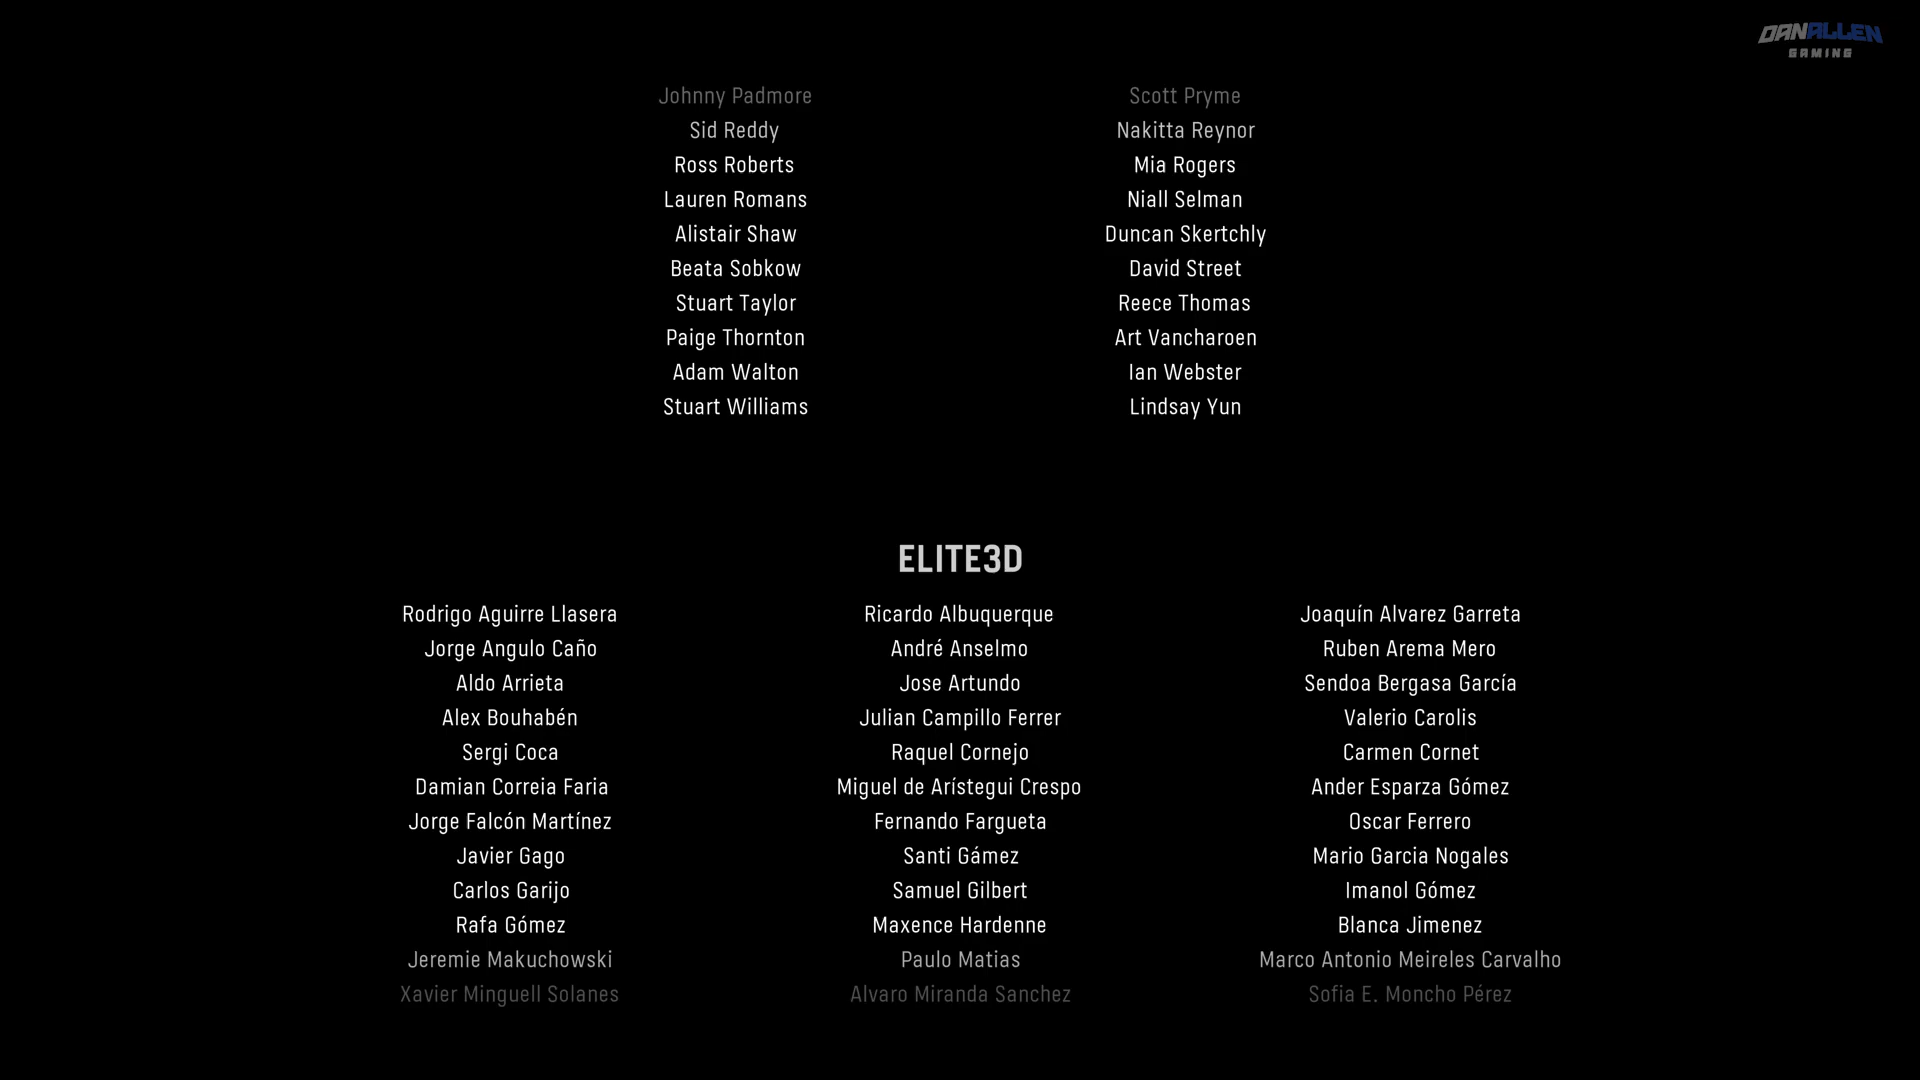 DANALLEN
GAMING
Johnny Padmore
Scott Pryme
Sid Reddy
Nakitta Reynor
Ross Roberts
Mia Rogers
Lauren Romans
Niall Selman
Alistair Shaw
Duncan Skertchly
Beata Sobkow
David Street
Stuart Taylor
Reece Thomas
Paige Thornton
Art Vancharoen
Adam Walton
Ian Webster
Stuart Williams
Lindsay Yun
ELITE3D
Rodrigo Aguirre Llasera
Ricardo Albuquerque
Joaquín Alvarez Garreta
Jorge Angulo Caño
André Anselmo
Ruben Arema Mero
Aldo Arrieta
Jose Artundo
Sendoa Bergasa García
Alex Bouhabén
Julian Campillo Ferrer
Valerio Carolis
Sergi Coca
Raquel Cornejo
Carmen Cornet
Damian Correia Faria
Miguel de Arístegui Crespo
Ander Esparza Gómez
Jorge Falcón Martínez
Fernando Fargueta
Oscar Ferrero
Javier Gago
Santi Gámez
Mario Garcia Nogales
Carlos Garijo
Samuel Gilbert
Imanol Gómez
Rafa Gómez
Maxence Hardenne
Blanca Jimenez
Jeremie Makuchowski
Paulo Matias
Marco Antonio Meireles Carvalho
Xavier Minguell Solanes
Alvaro Miranda Sanchez
Sofia E. Moncho Pérez